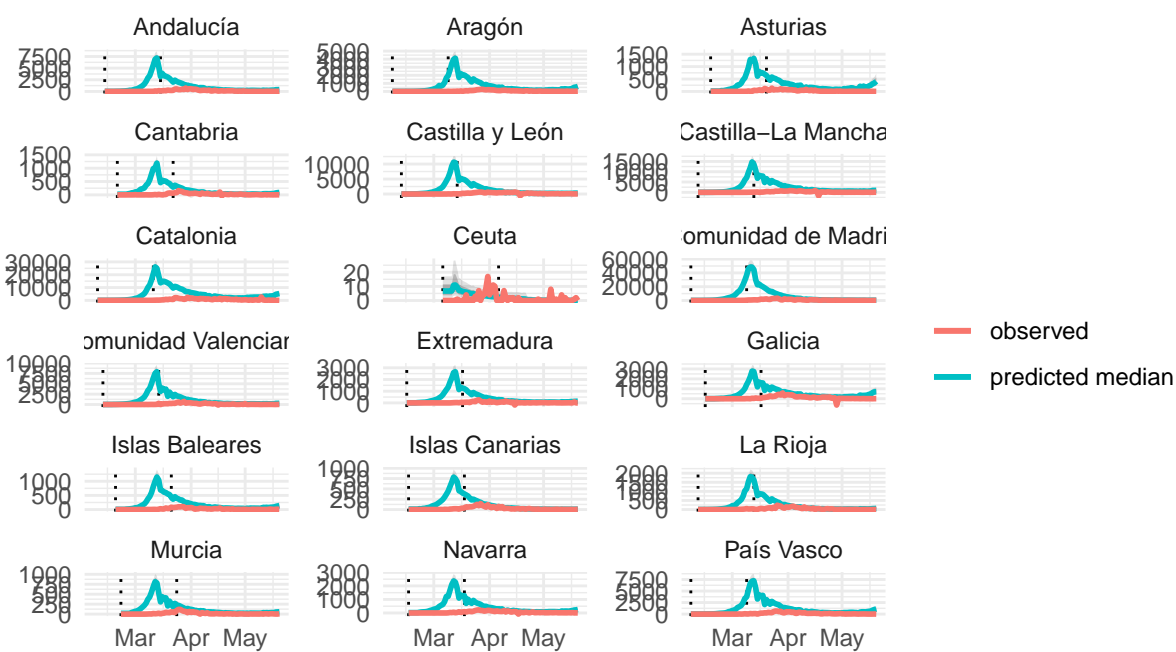 Andalucía Aragón Asturias
7500 5000 2500 0 5000 4000 3000 2000 1000 0 1500 1000 500 0
Cantabria Castilla y León Castilla−La Mancha
1500 1000 500 0 10000 5000 0 15000 10000 5000 0
Catalonia Ceuta omunidad de Madri
30000 20000 10000 0 20 10 0 60000 40000 20000 0
omunidad Valenciar Extremadura Galicia
10000 7500 5000 2500 0 3000 2000 1000 0 3000 2000 1000 0
observed
predicted median
Islas Baleares Islas Canarias La Rioja
1000 500 0 1000 750 500 250 0 2000 1500 1000 500 0
Murcia Navarra País Vasco
1000 750 500 250 0 3000 2000 1000 0 7500 5000 2500 0
Mar Apr May Mar Apr May Mar Apr May